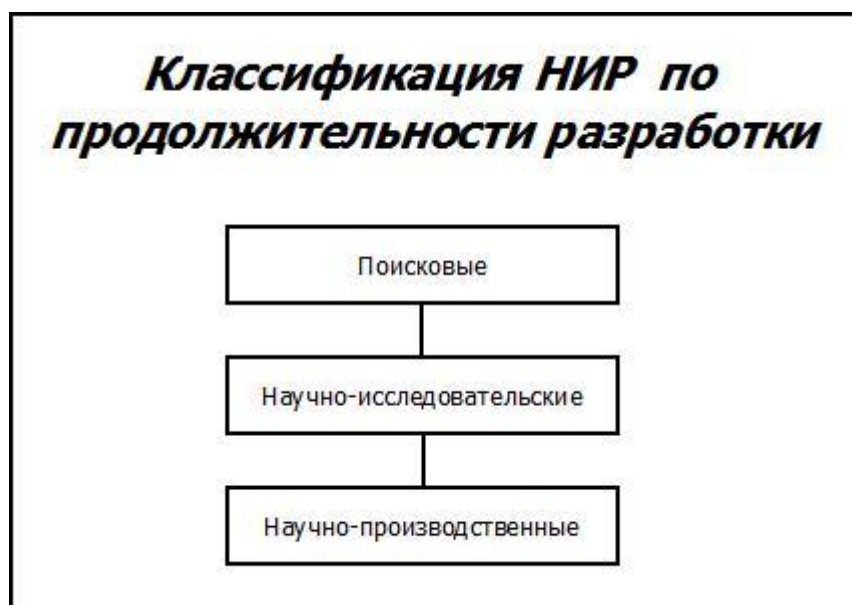 Классификация НИР по
продолжительности разработки
Поисковые
Научно-исследовательские
Научно-производственные